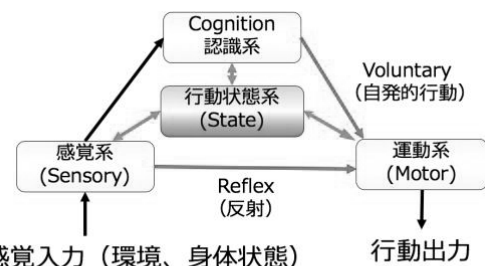 Cognition
認識系
Voluntary
(自発的行動)
行動状態系
(State)
感覚系
(Sensory)
運動系
(Motor)
Reflex
(反射)
感覚入力（環境、身体状態）
行動出力